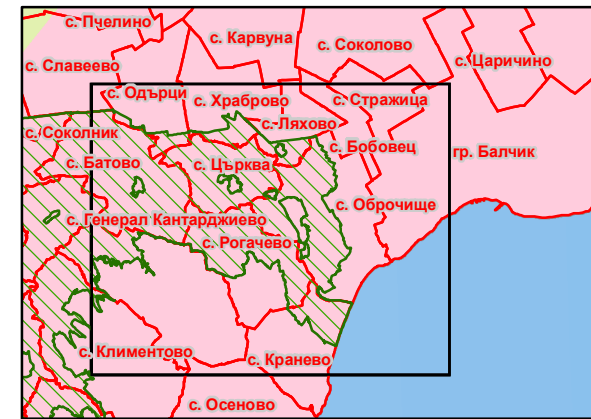 с. Пчелино
с. Карвуна
с. Соколово
с. Царичино
с. Славеево
с. Одърци
с. Храброво
с. Стражица
с. Ляхово
с. Соколник
с. Бобовец
гр. Балчик
с. Батово
с. Църква
с. Оброчище
с. Генерал Кантарджиево
с. Рогачево
с. Климентово
с. Кранево
с. Осеново